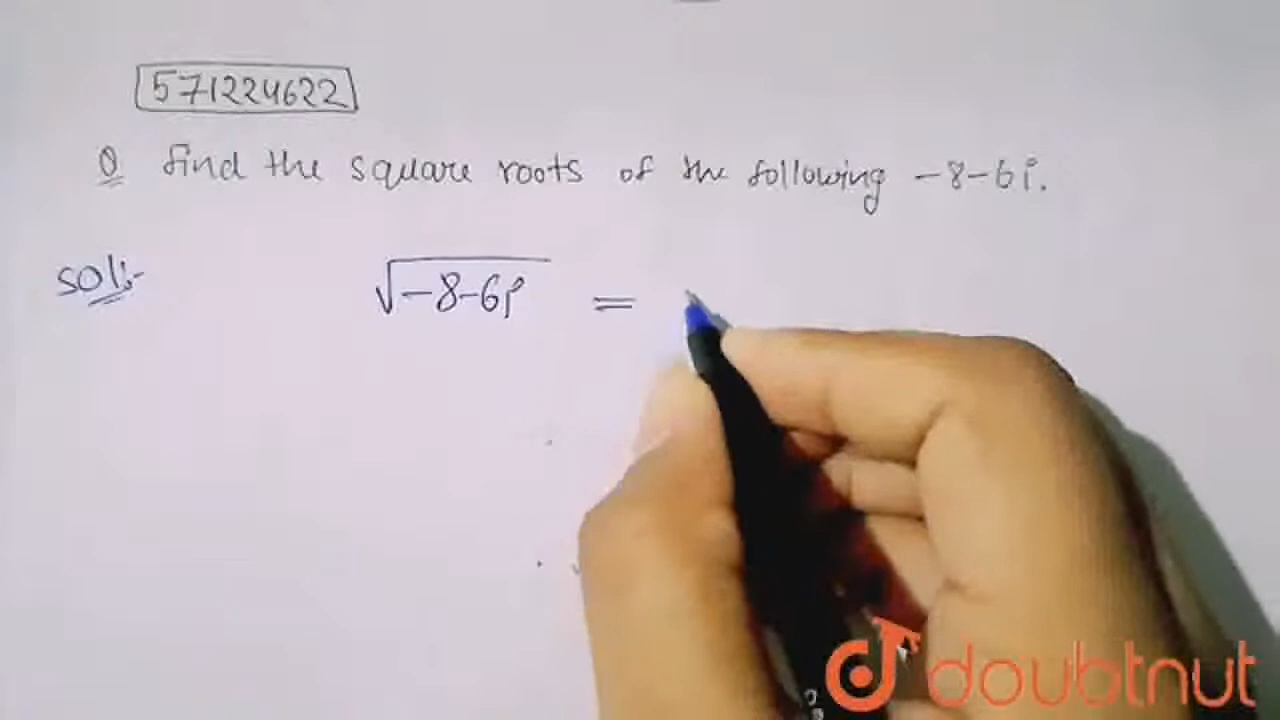 571224622
Q Find the square roots of the following -8-6i.
Sol:- √-8-6i =
doubtnut